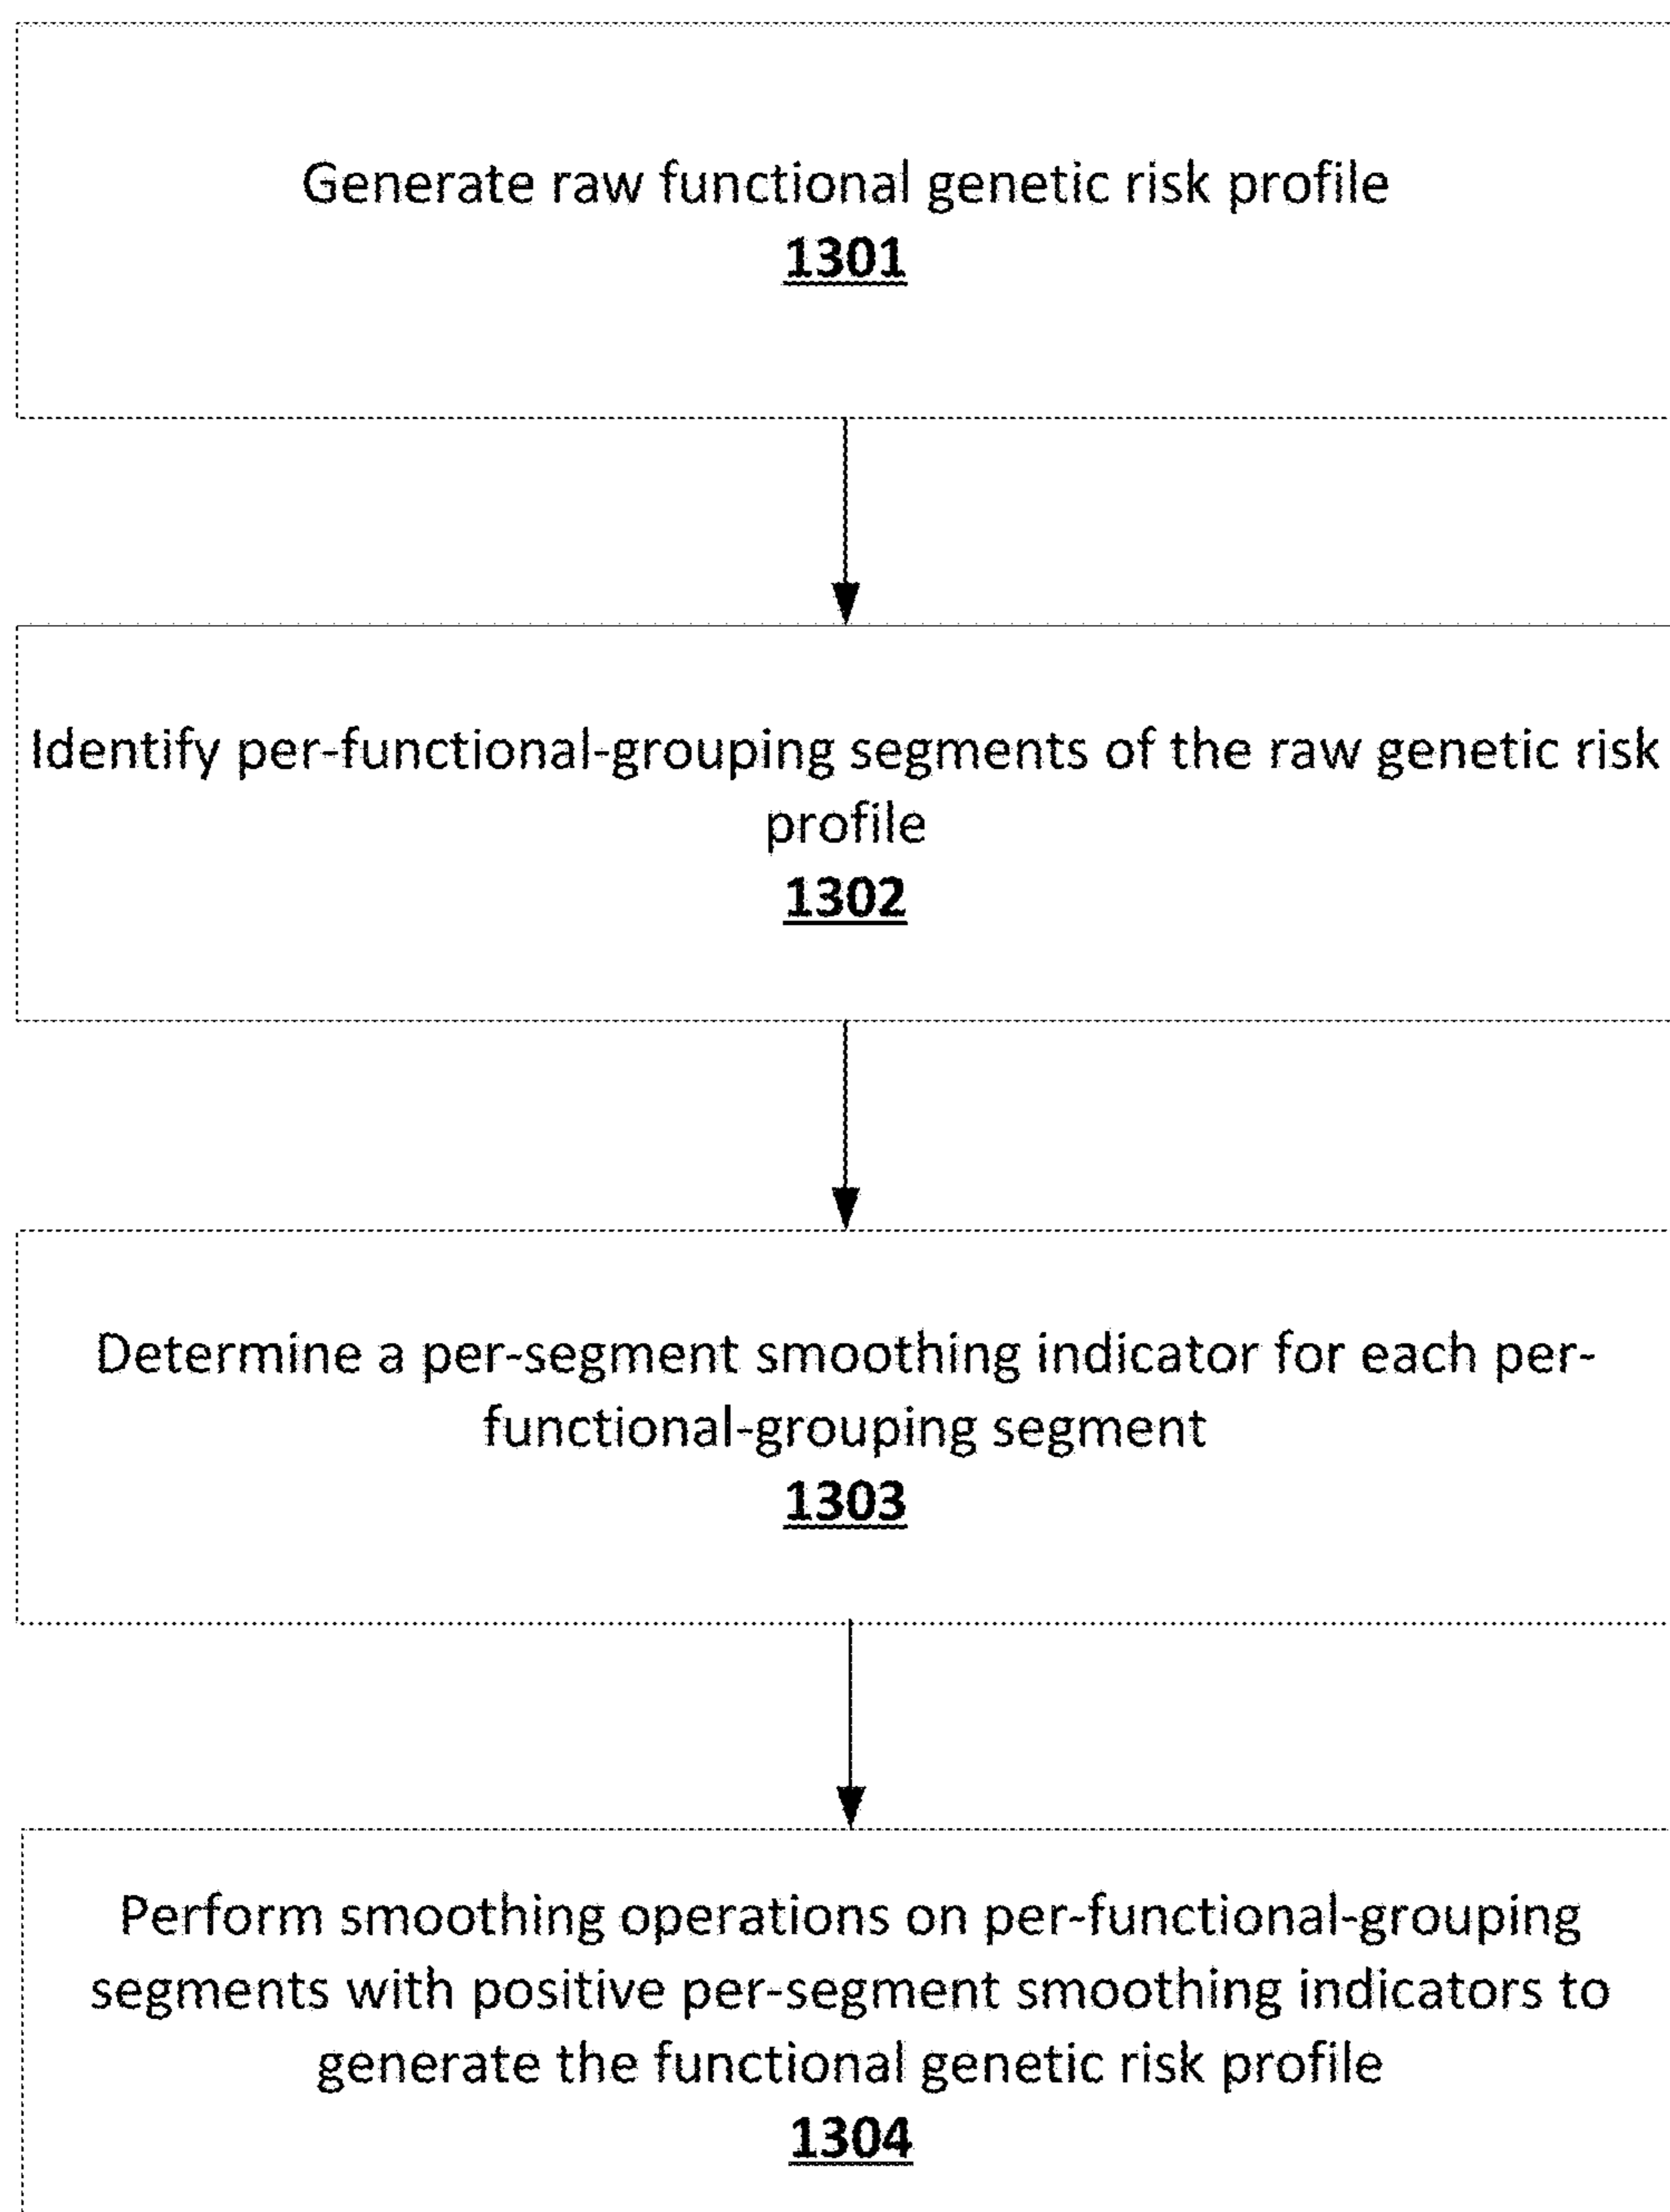 Generate raw functional genetic risk profile
1301
Identify per-functional-grouping segments of the raw genetic risk
profile
1302
Determine a per-segment smoothing indicator for each per-
functional-grouping segment
1303
Perform smoothing operations on per-functional-grouping
segments with positive per-segment smoothing indicators to
generate the functional genetic risk profile
1304